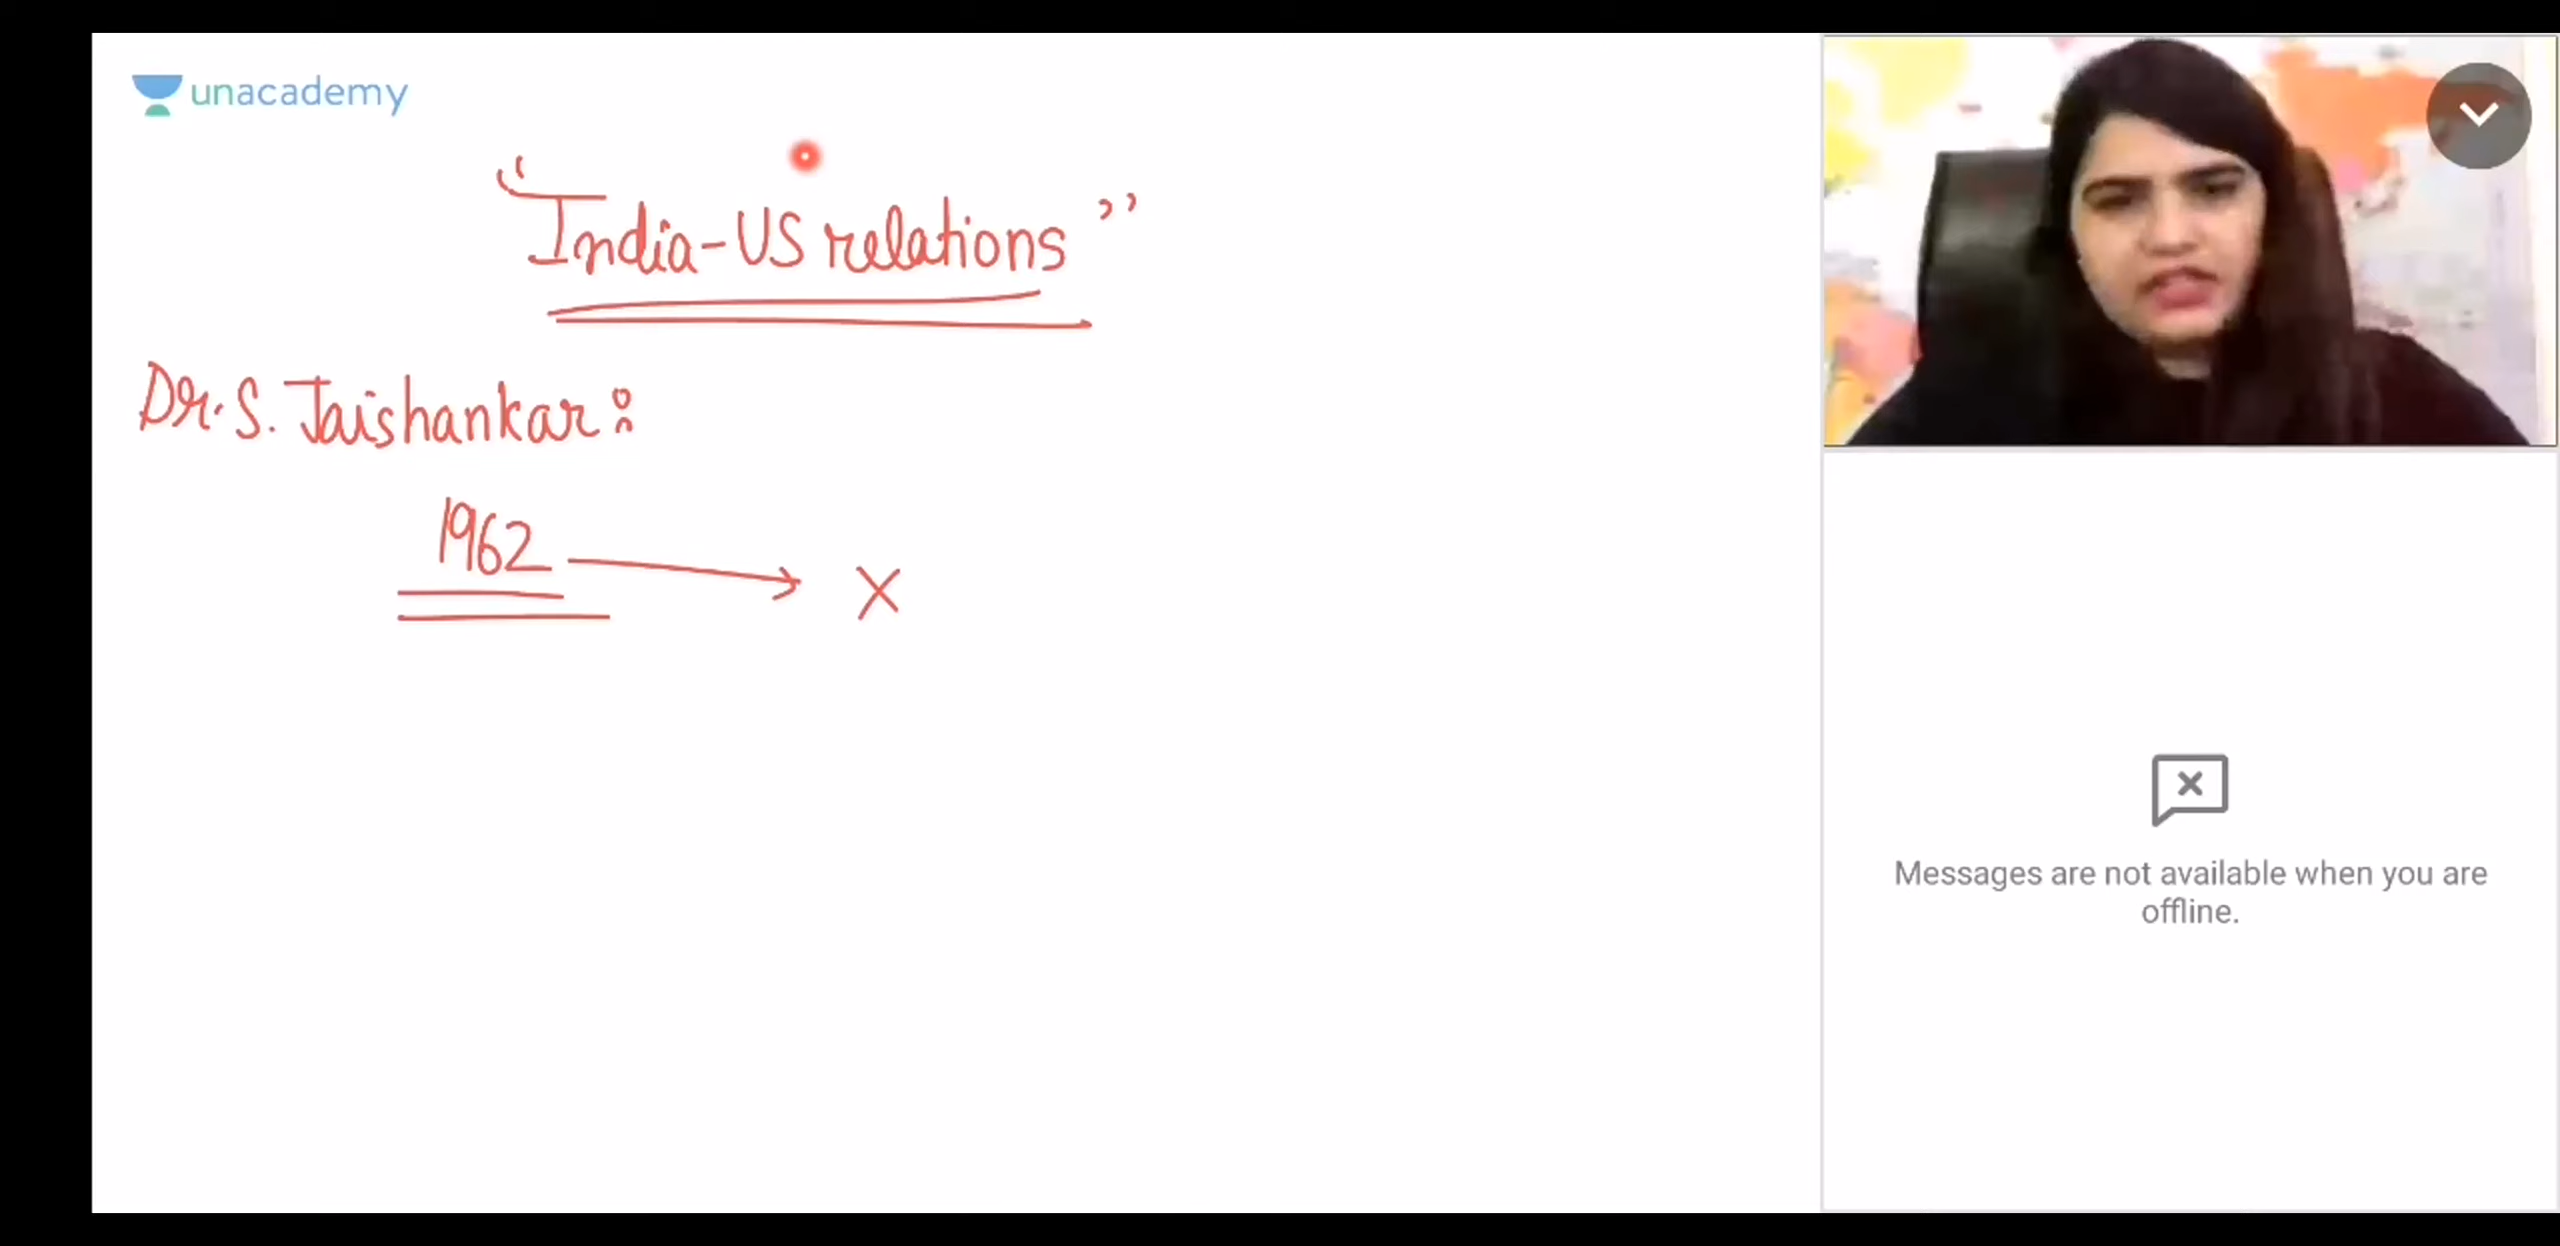 unacademy
"India-US relations"
Dr. S. Jaishankar:
1962 → X
Messages are not available when you are
offline.